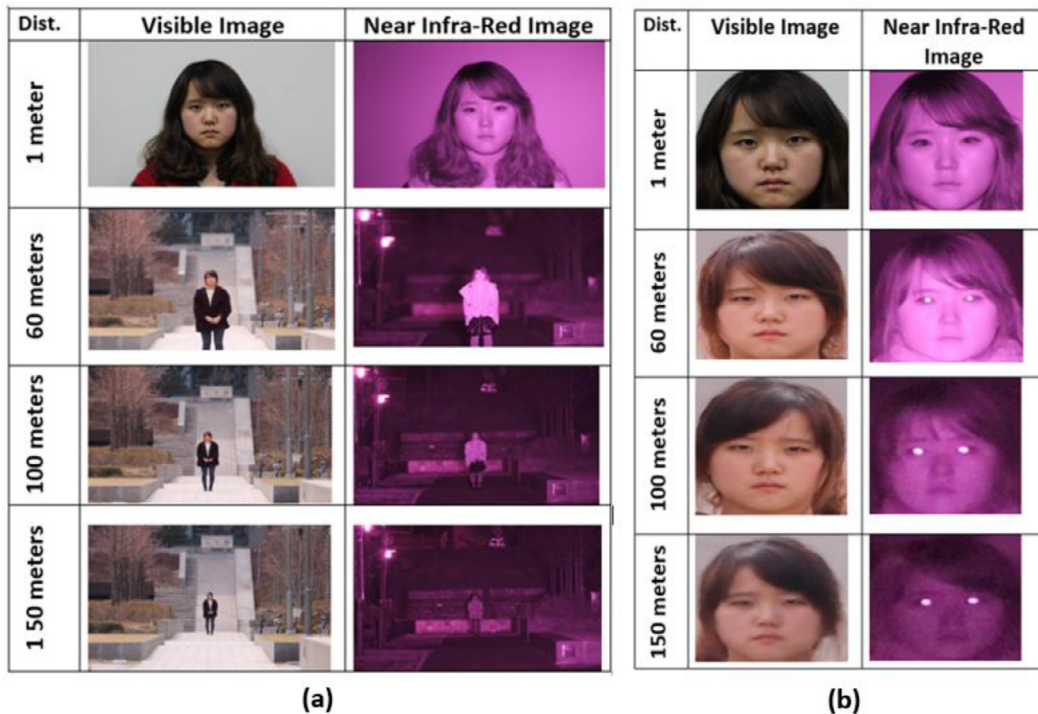 Dist.
Visible Image
Near Infra-Red Image
1 meter
60 meters
100 meters
1 50 meters
(a)
Dist.
Visible Image
Near Infra-Red
Image
1 meter
60 meters
100 meters
150 meters
(b)